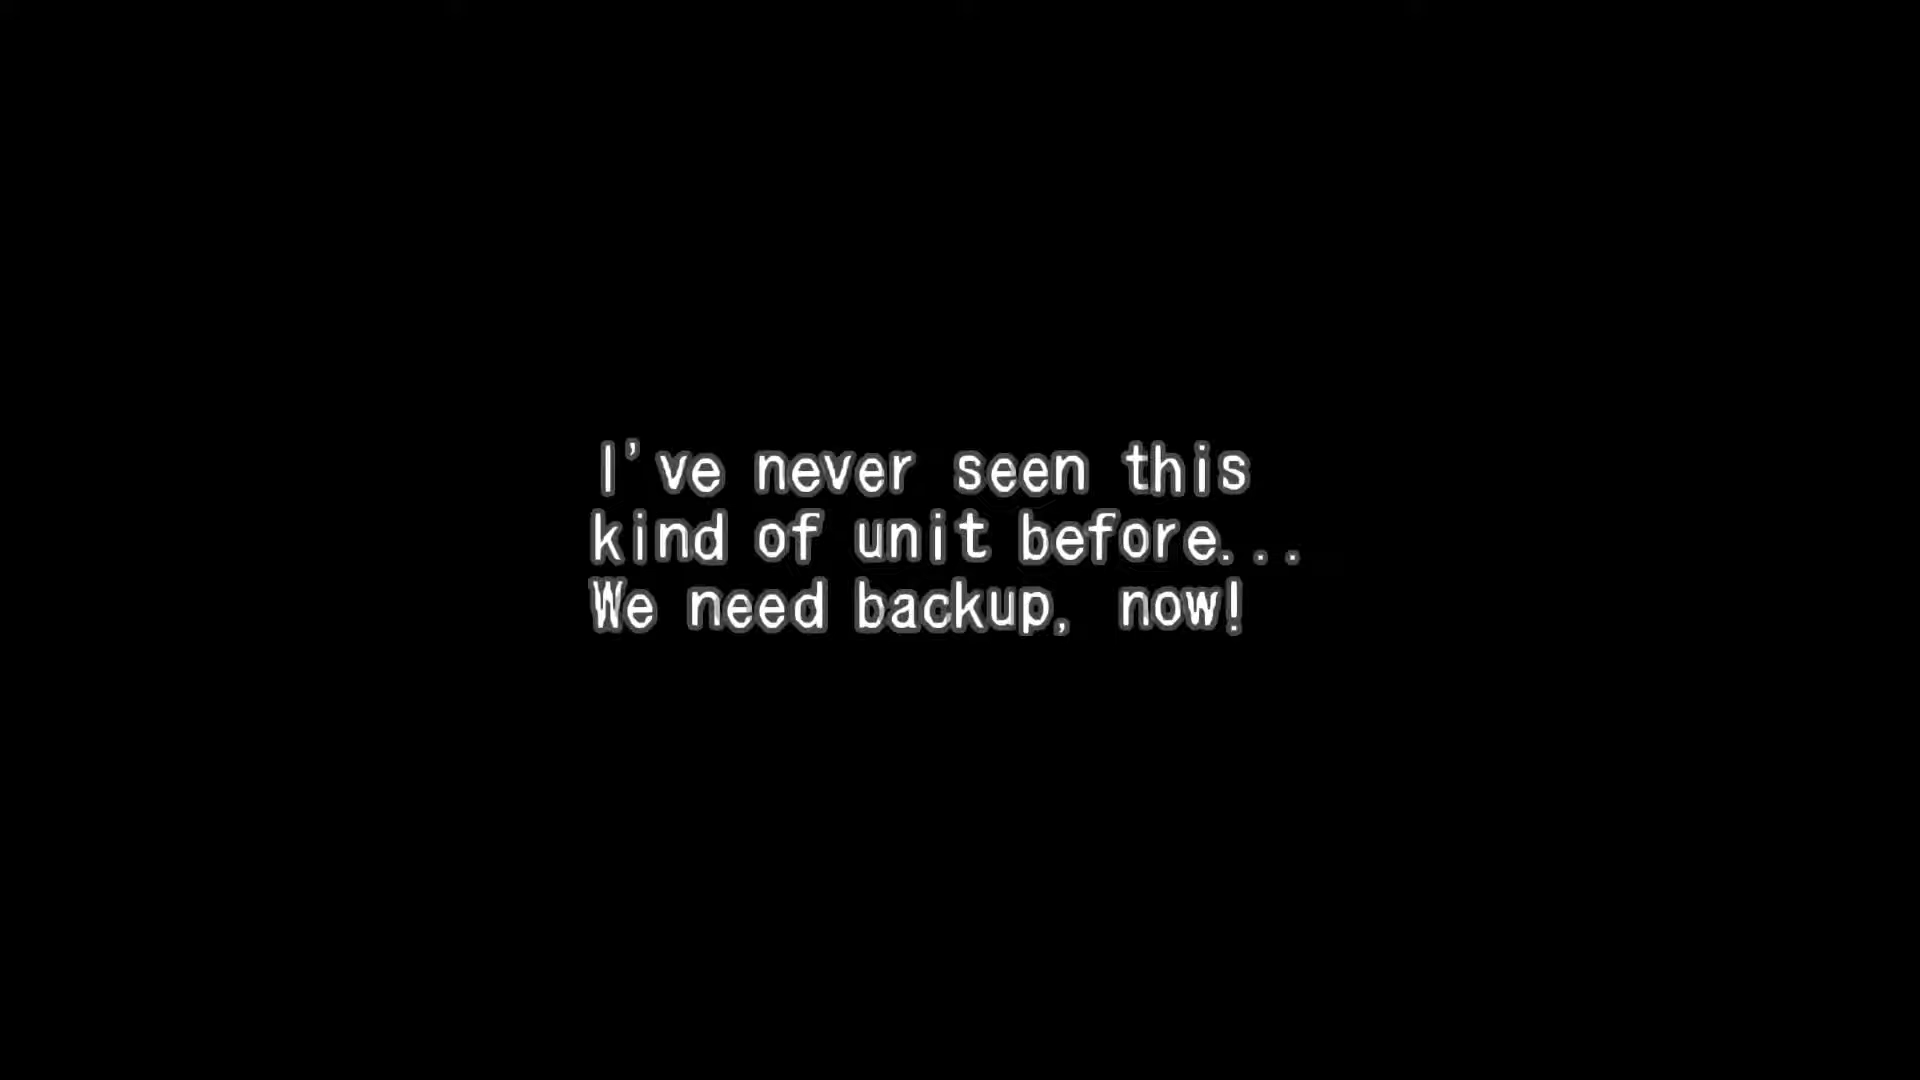 I've never seen this
kind of unit before...
We need backup, now!